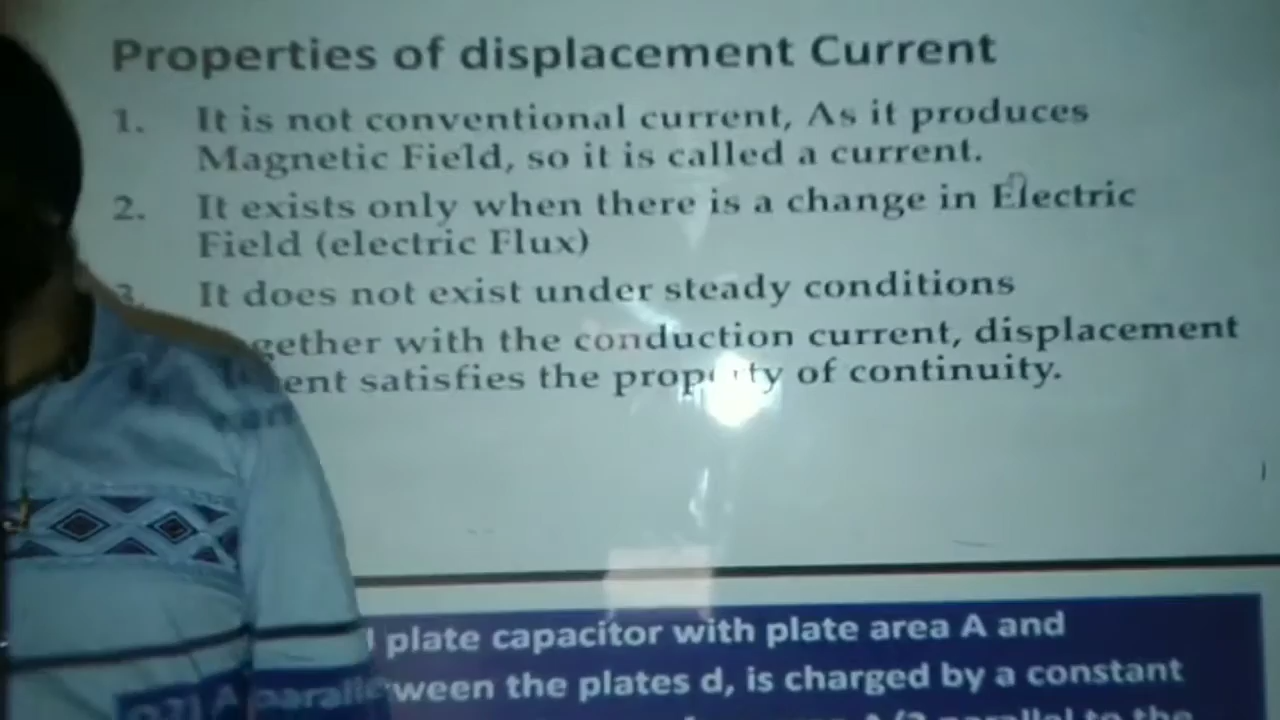 Properties of displacement Current
1. It is not conventional current, As it produces
Magnetic Field, so it is called a current.
2. It exists only when there is a change in Electric
Field (electric Flux)
3. It does not exist under steady conditions
gether with the conduction current, displacement
ent satisfies the property of continuity.
l plate capacitor with plate area A and
ween the plates d, is charged by a constant